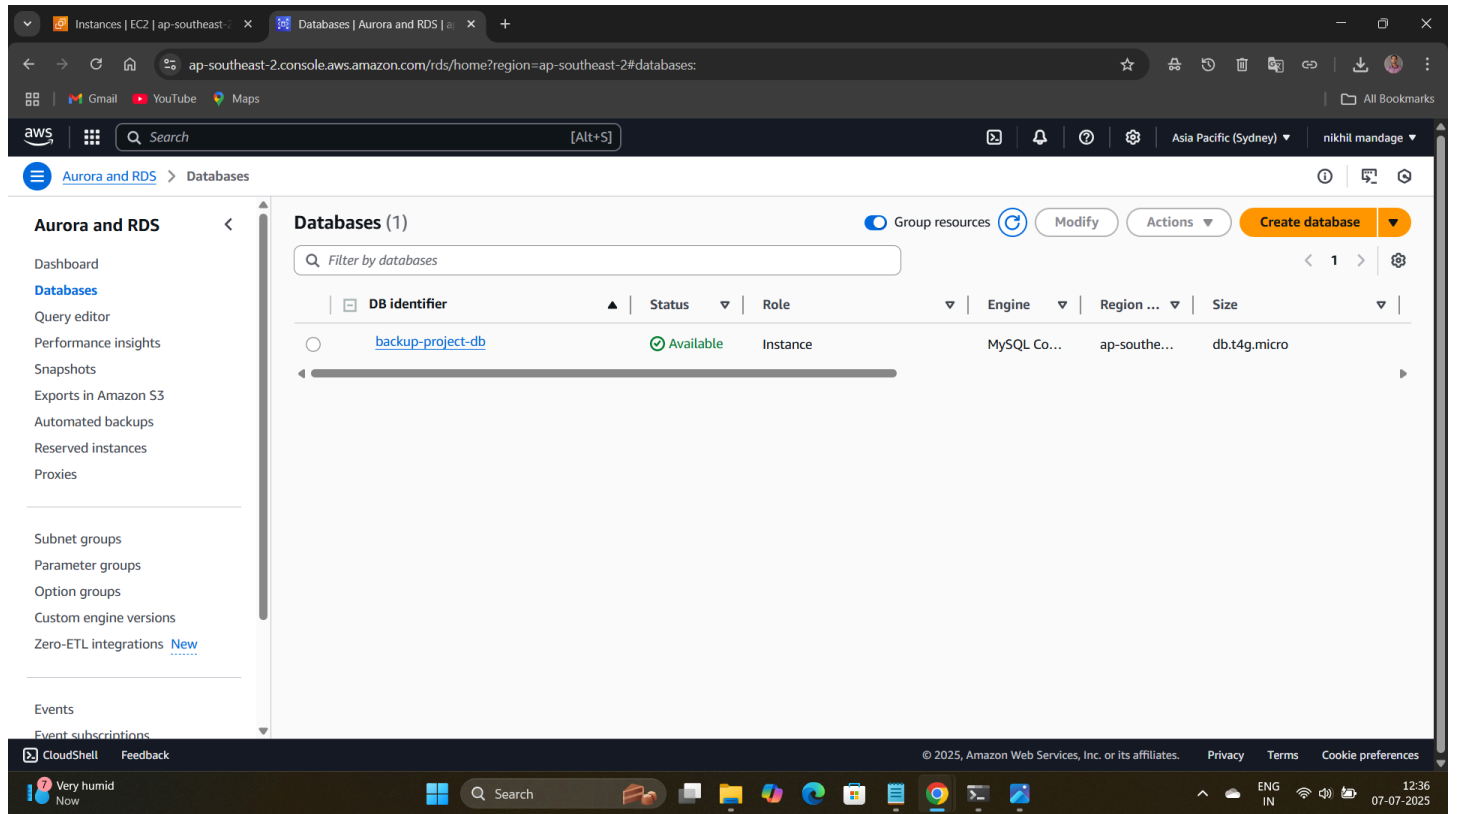 Instances | EC2 | ap-southeast-2
Databases | Aurora and RDS | a
ap-southeast-2.console.aws.amazon.com/rds/home?region=ap-southeast-2#databases:
Gmail
YouTube
Maps
All Bookmarks
aws
Search
[Alt+S]
Asia Pacific (Sydney)
nikhil mandage
Aurora and RDS > Databases
Aurora and RDS
Dashboard
Databases
Query editor
Performance insights
Snapshots
Exports in Amazon S3
Automated backups
Reserved instances
Proxies
Subnet groups
Parameter groups
Option groups
Custom engine versions
Zero-ETL integrations New
Events
Event subscriptions
Databases (1)
Group resources
Modify
Actions
Create database
Filter by databases
1
DB identifier
Status
Role
Engine
Region ...
Size
backup-project-db
Available
Instance
MySQL Co...
ap-southe...
db.t4g.micro
CloudShell
Feedback
© 2025, Amazon Web Services, Inc. or its affiliates.
Privacy
Terms
Cookie preferences
7
Very humid
Now
Search
ENG
IN
12:36
07-07-2025